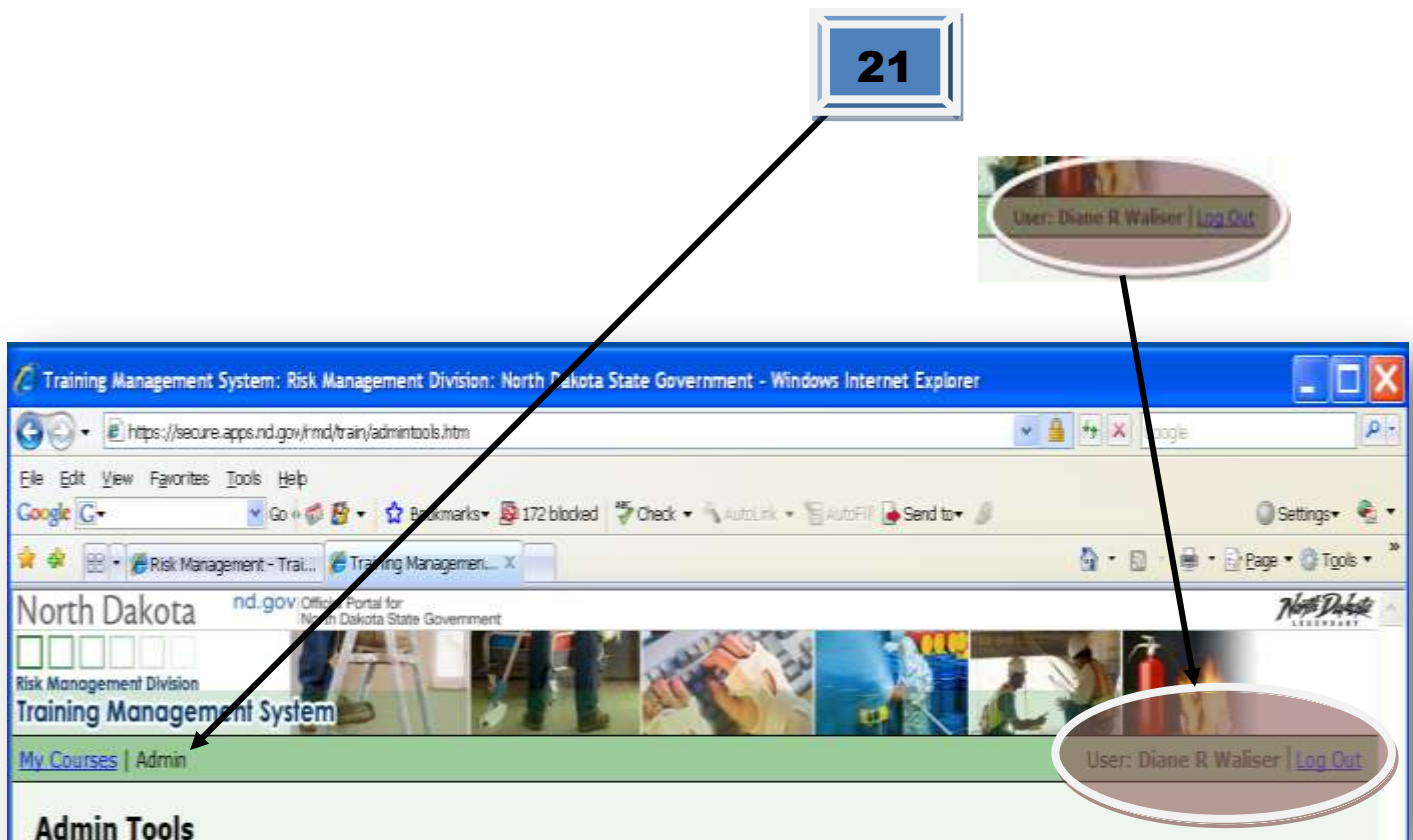 21
User: Diane R Waliser | Log Out
Training Management System: Risk Management Division: North Dakota State Government - Windows Internet Explorer
https://secure.apps.nd.gov/rmd/train/admintools.htm
Google
File Edit View Favorites Tools Help
Google G Go Bookmarks 172 blocked Check AutoLink AutoFill Send to Settings
Risk Management - Trai... Training Managemen... X Page Tools »
North Dakota nd.gov Official Portal for
North Dakota State Government
North Dakota
LEGENDARY
Risk Management Division
Training Management System
My Courses | Admin User: Diane R Waliser | Log Out
Admin Tools